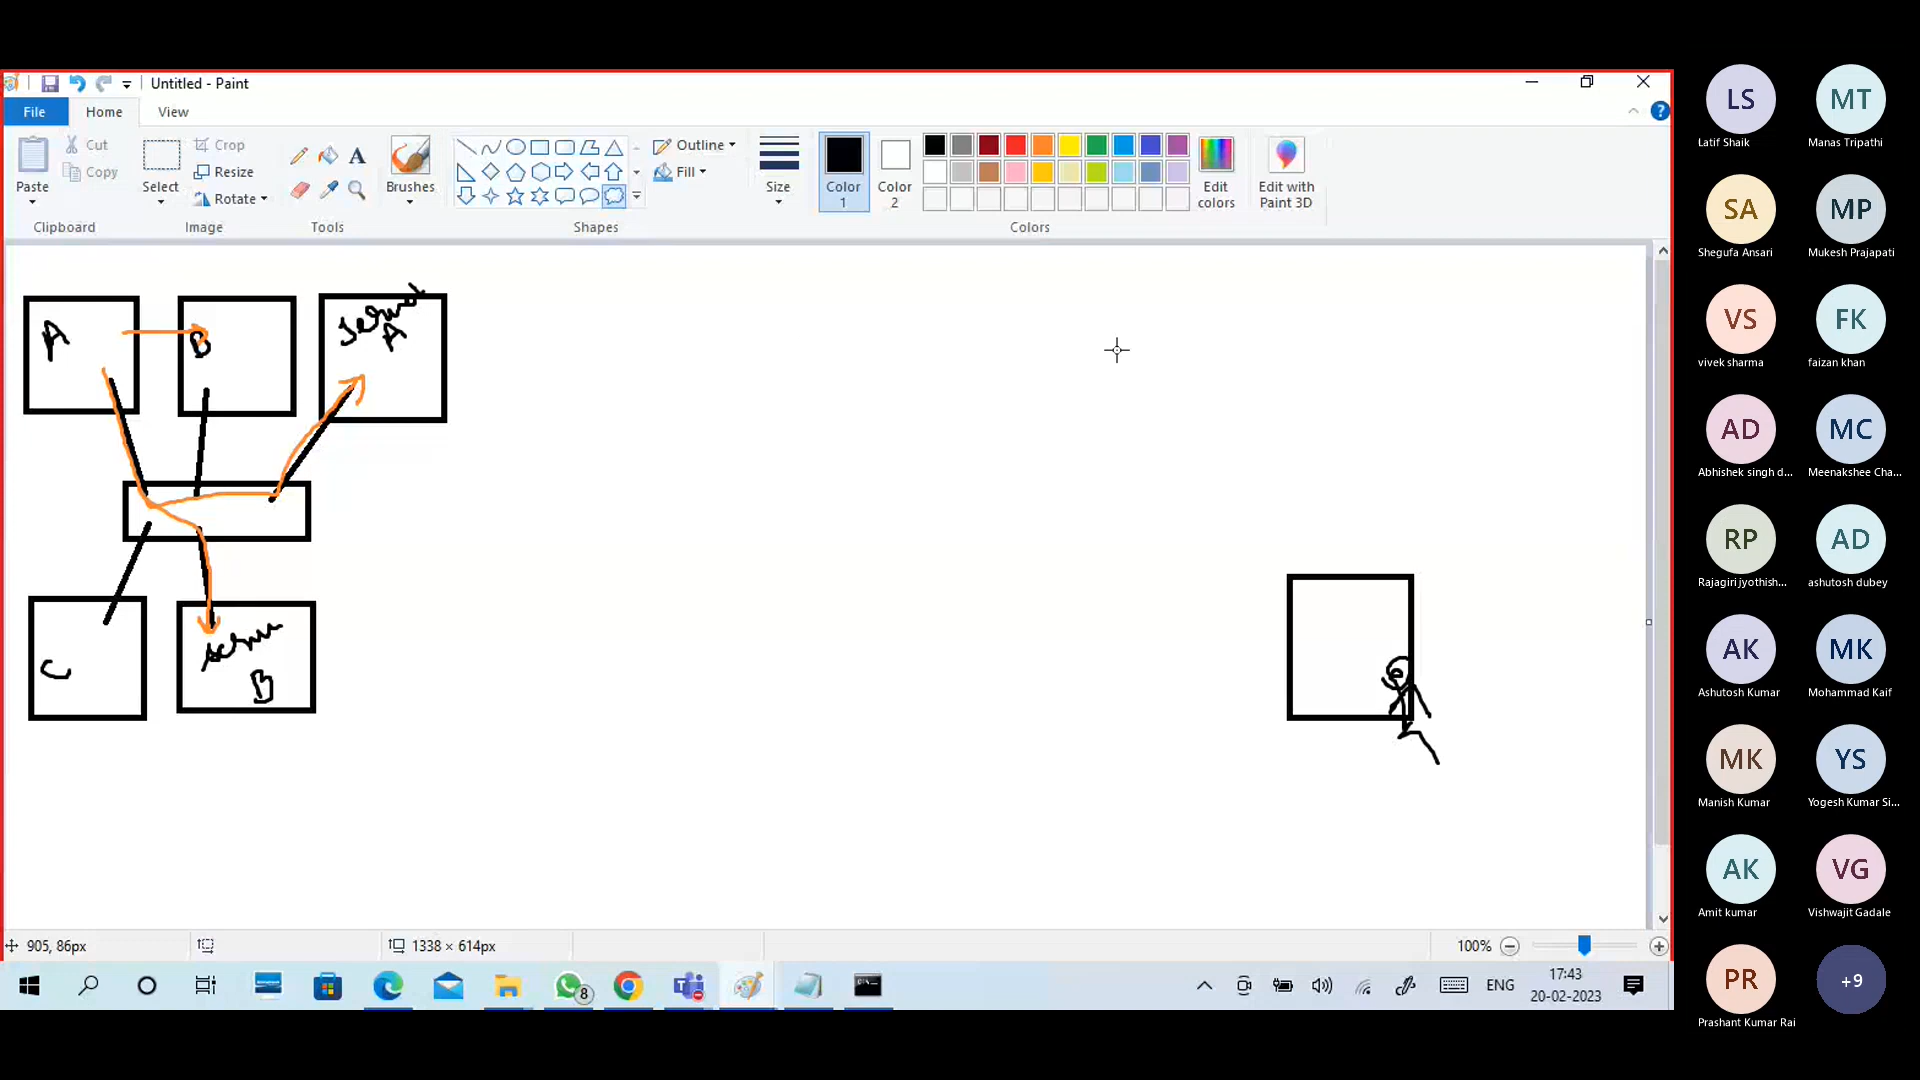 Untitled - Paint
File Home View
Paste
Cut
Copy
Clipboard
Select
Crop
Resize
Rotate
Image
A
Tools
Brushes
Outline
Fill
Shapes
Size
Color 1
Color 2
Edit colors
Edit with Paint 3D
Colors
A
B
A
C
B
905, 86px
1338 × 614px
100%
8
ENG
17:43
20-02-2023
LS
Latif Shaik
MT
Manas Tripathi
SA
Shegufa Ansari
MP
Mukesh Prajapati
VS
vivek sharma
FK
faizan khan
AD
Abhishek singh d...
MC
Meenakshee Cha...
RP
Rajagiri jyothish...
AD
ashutosh dubey
AK
Ashutosh Kumar
MK
Mohammad Kaif
MK
Manish Kumar
YS
Yogesh Kumar Si...
AK
Amit kumar
VG
Vishwajit Gadale
PR
Prashant Kumar Rai
+9